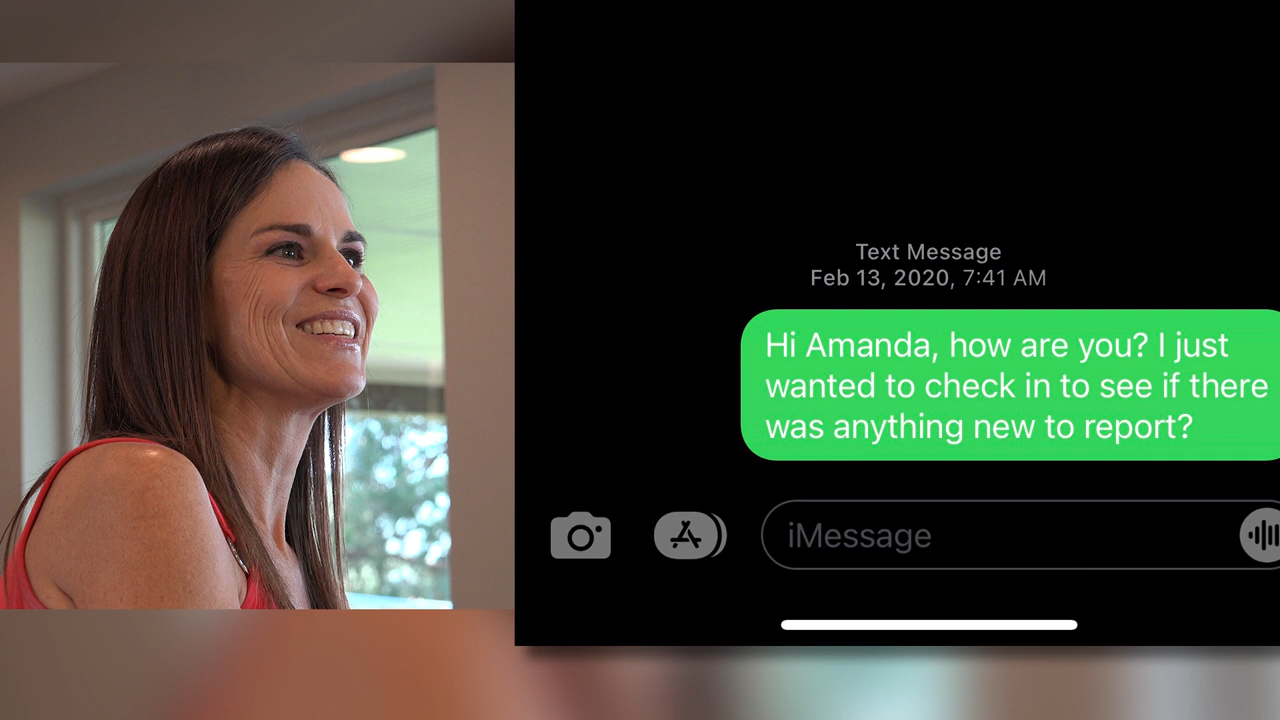 Text Message
Feb 13, 2020, 7:41 AM
Hi Amanda, how are you? I just
wanted to check in to see if there
was anything new to report?
iMessage